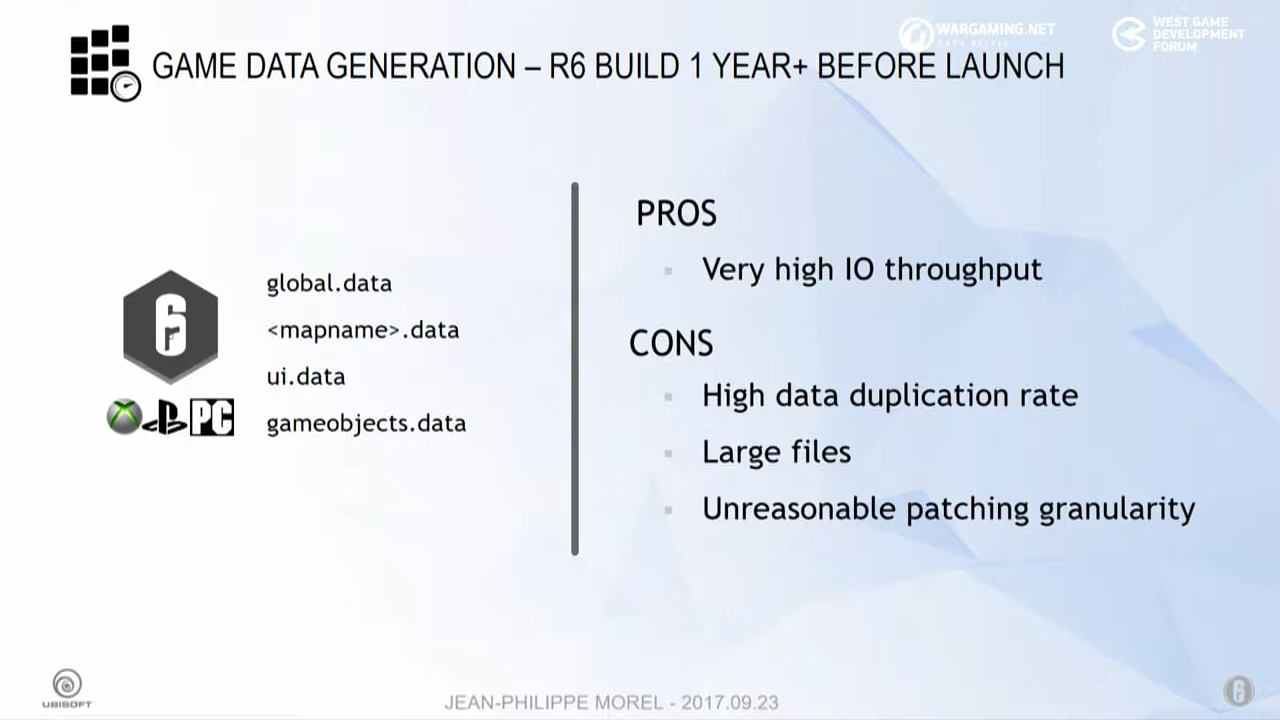 WARGAMING.NET
WEST GAME
DEVELOPMENT
FORUM
GAME DATA GENERATION – R6 BUILD 1 YEAR+ BEFORE LAUNCH
PROS
Very high IO throughput
CONS
High data duplication rate
Large files
Unreasonable patching granularity
6
global.data
<mapname>.data
ui.data
gameobjects.data
PC
UBISOFT
JEAN-PHILIPPE MOREL - 2017.09.23
6